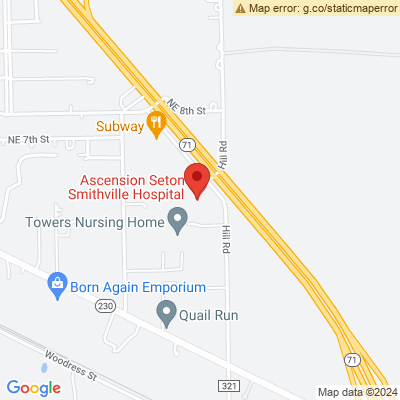 Map error: g.co/staticmaperror
NE 8th St
Subway
NE 7th St
71
Hill Rd
Ascension Seton
Smithville Hospital
Towers Nursing Home
Hill Rd
Born Again Emporium
230
Quail Run
Woodress St
71
321
Google
Map data ©2024